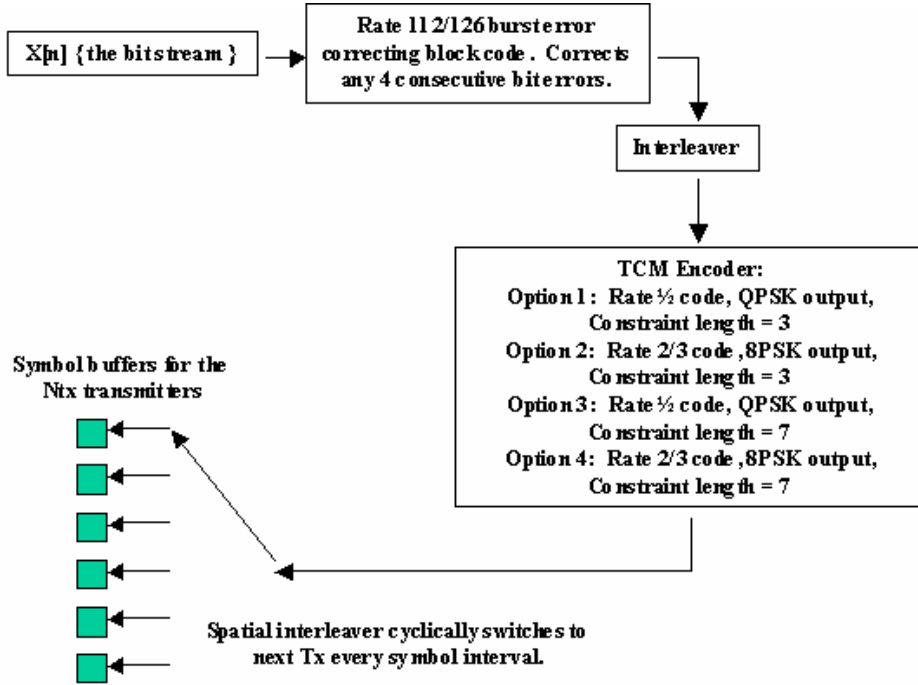 X[n] {the bitstream }
Rate 112/126 burst error
correcting block code. Corrects
any 4 consecutive bit errors.
Interleaver
TCM Encoder:
Option 1: Rate ½ code, QPSK output,
Constraint length = 3
Option 2: Rate 2/3 code ,8PSK output,
Constraint length = 3
Option 3: Rate ½ code, QPSK output,
Constraint length = 7
Option 4: Rate 2/3 code ,8PSK output,
Constraint length = 7
Symbol buffers for the
Ntx transmitters
Spatial interleaver cyclically switches to
next Tx every symbol interval.